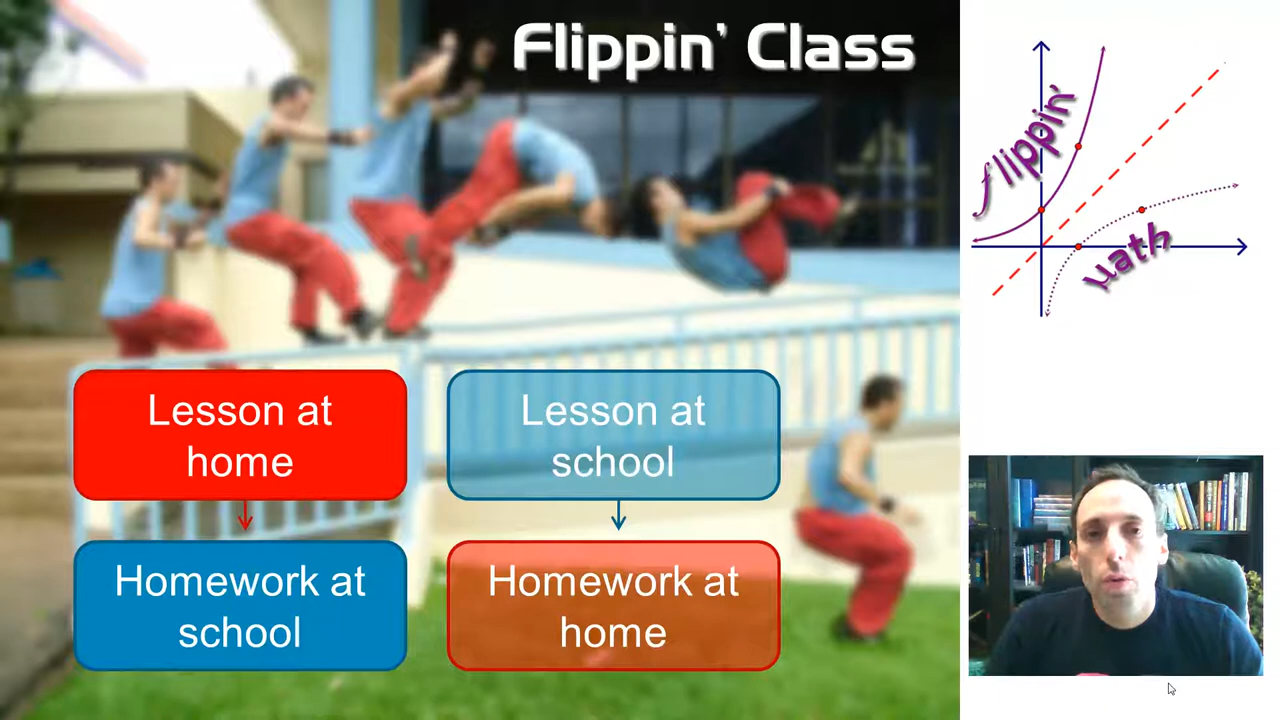 Flippin' Class
flippin'
math
Lesson at
home
Lesson at
school
Homework at
school
Homework at
home